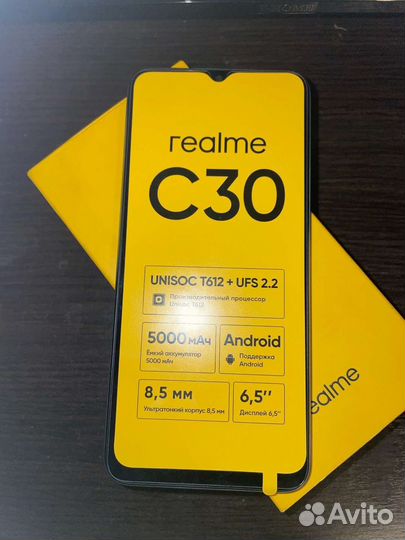 realme
C30
UNISOC T612 + UFS 2.2
Производительный процессор
Unisoc T612
5000 мАч
Ёмкий аккумулятор
5000 мАч
Android
Поддержка
Android
8,5 мм
Ультратонкий корпус 8,5 мм
6,5’’
Дисплей 6,5’’
realme
Avito